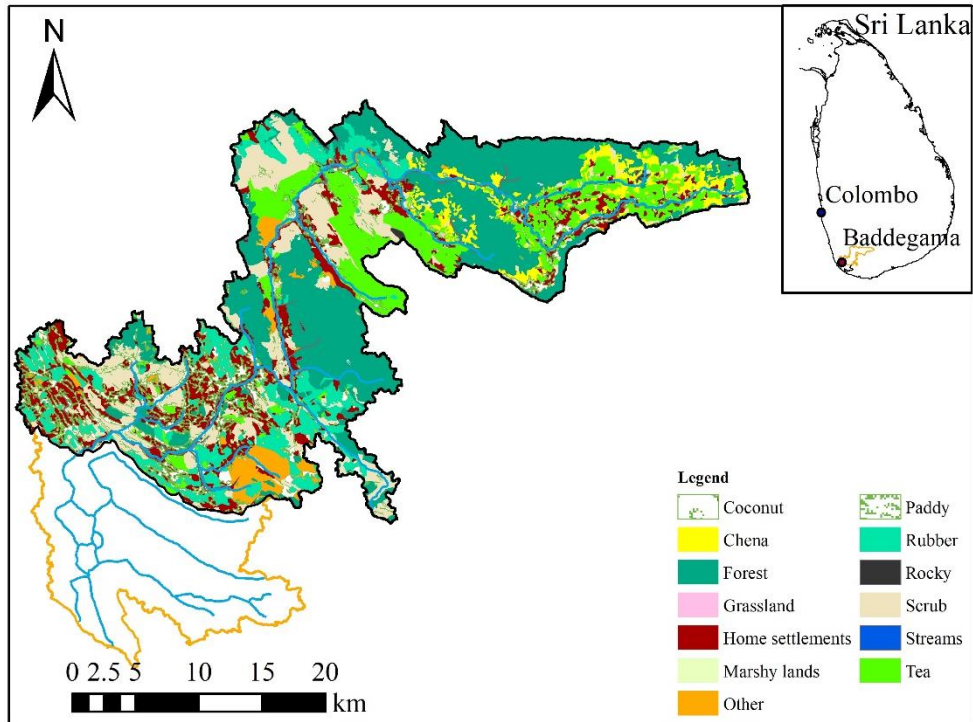 N
Sri Lanka
Colombo
Baddegama
Legend
Coconut
Chena
Forest
Grassland
Home settlements
Marshy lands
Other
Paddy
Rubber
Rocky
Scrub
Streams
Tea
0 2.5 5 10 15 20
km